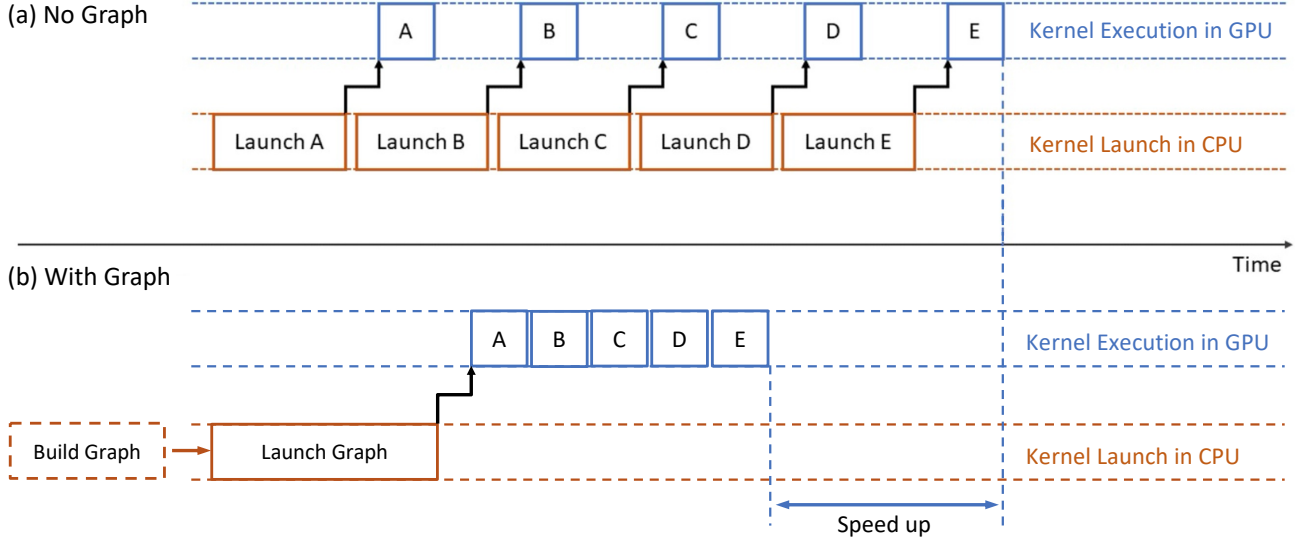 (a) No Graph
A B C D E Kernel Execution in GPU
Launch A Launch B Launch C Launch D Launch E Kernel Launch in CPU
Time
(b) With Graph
A B C D E Kernel Execution in GPU
Build Graph Launch Graph Kernel Launch in CPU
Speed up